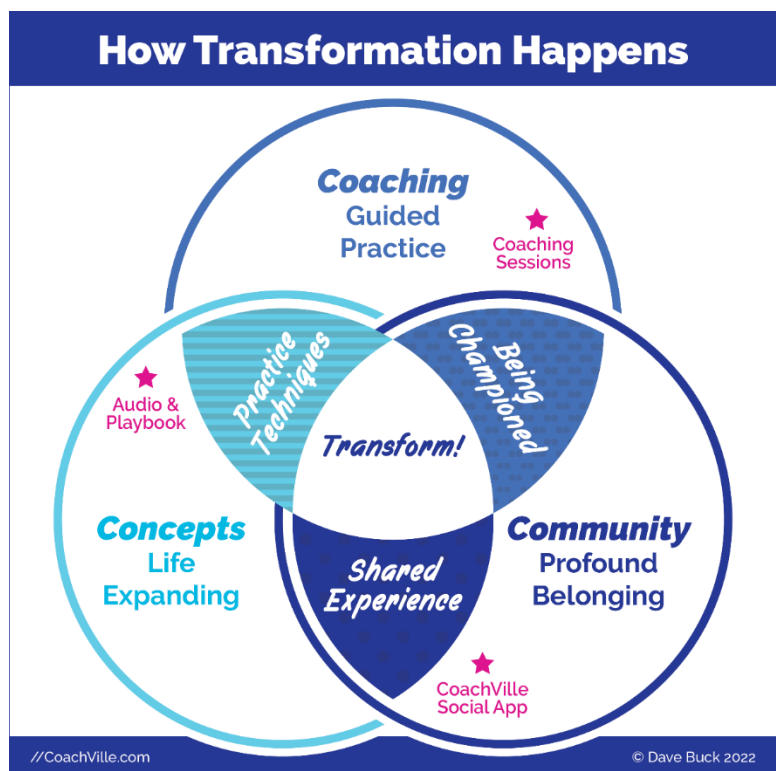 How Transformation Happens
Coaching
Guided
Practice
Coaching
Sessions
Practice
Techniques
Being
Championed
Audio &
Playbook
Transform!
Concepts
Life
Expanding
Community
Profound
Belonging
Shared
Experience
CoachVille
Social App
//CoachVille.com
© Dave Buck 2022